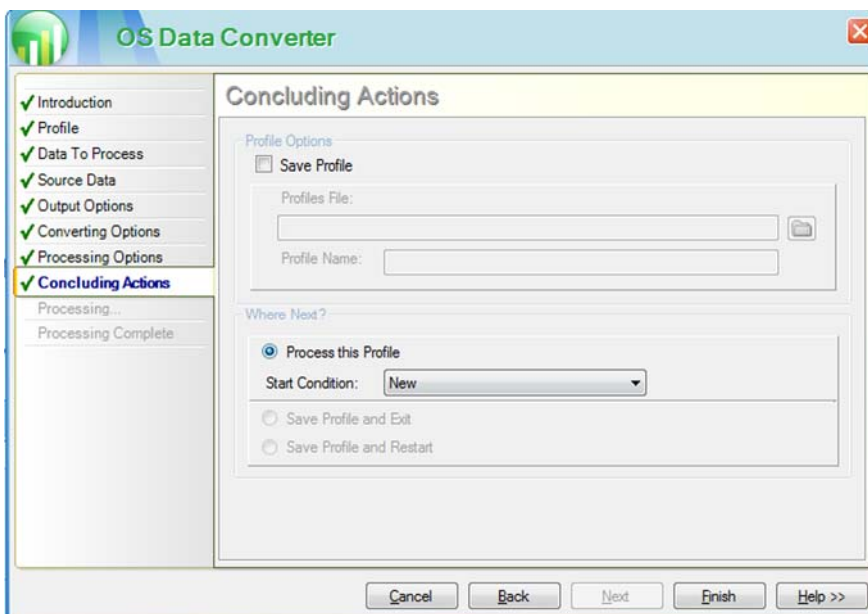 OS Data Converter
Introduction
Profile
Data To Process
Source Data
Output Options
Converting Options
Processing Options
Concluding Actions
Processing...
Processing Complete
Concluding Actions
Profile Options
Save Profile
Profiles File:
Profile Name:
Where Next?
Process this Profile
Start Condition: New
Save Profile and Exit
Save Profile and Restart
Cancel Back Next Finish Help >>